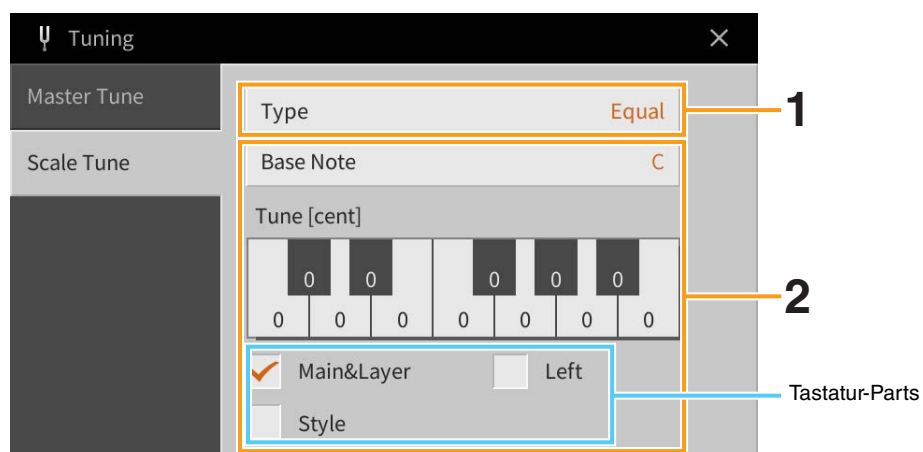 Tuning
Master Tune
Type Equal
1
Scale Tune
Base Note C
Tune [cent]
0 0 0 0 0
0 0 0 0 0 0 0
2
Main&Layer Left
Tastatur-Parts
Style